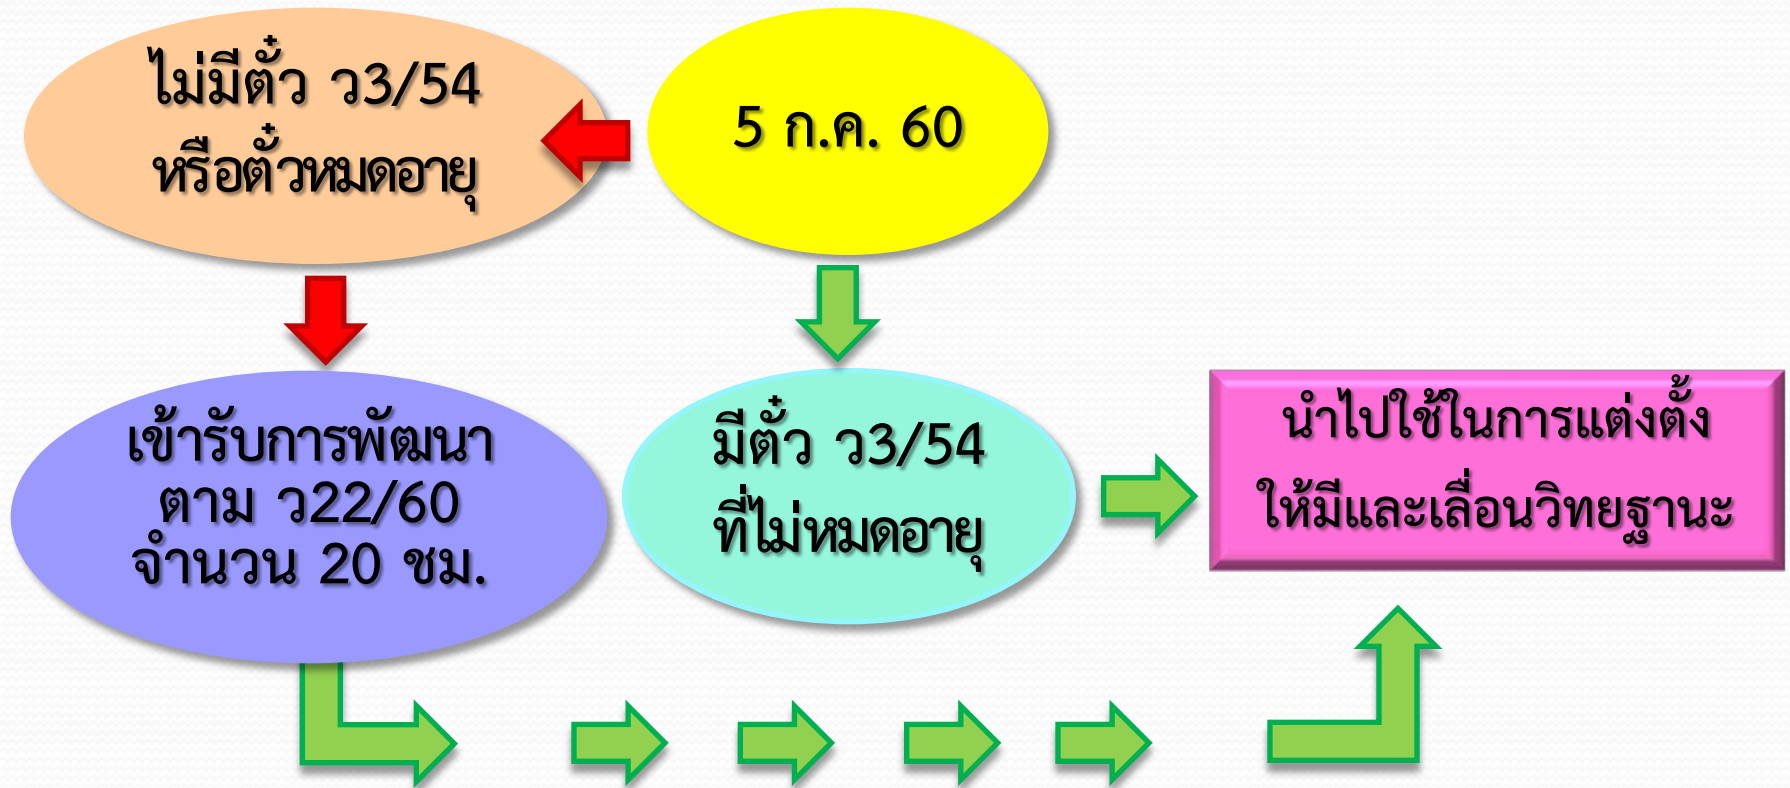 ไม่มีตั๋ว ว3/54
หรือตั๋วหมดอายุ
5 ก.ค. 60
เข้ารับการพัฒนา
ตาม ว22/60
จำนวน 20 ชม.
มีตั๋ว ว3/54
ที่ไม่หมดอายุ
นำไปใช้ในการแต่งตั้ง
ให้มีและเลื่อนวิทยฐานะ